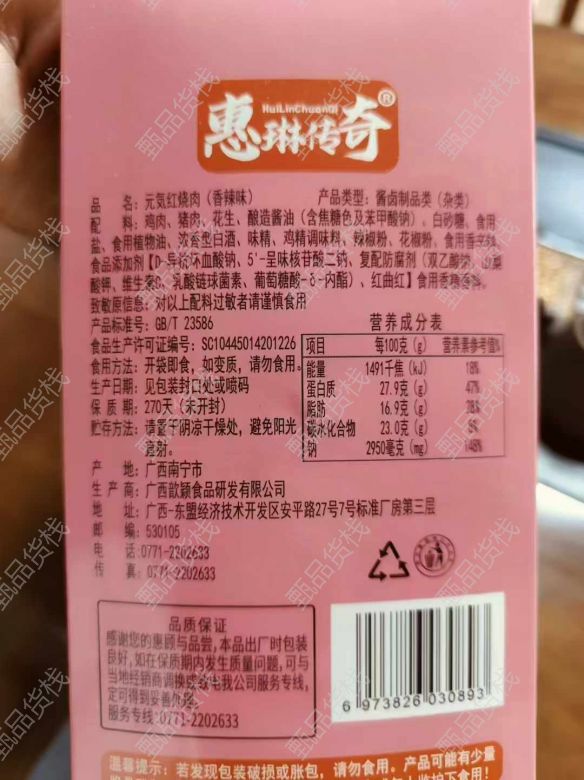 HuiLinChuanQi
惠琳传奇®
品 名：元気红烧肉（香辣味） 产品类型：酱卤制品类（杂类）
配 料：鸡肉、猪肉、花生、酿造酱油（含焦糖色及苯甲酸钠）、白砂糖、食用
盐、食用植物油、浓香型白酒、味精、鸡精调味料、辣椒粉、花椒粉、食用香辛料、
食品添加剂【D-异抗坏血酸钠、5'-呈味核苷酸二钠、复配防腐剂（双乙酸钠、山梨
酸钾、维生素C、乳酸链球菌素、葡萄糖酸-δ-内酯）、红曲红】食用香精香料。
致敏原信息：对以上配料过敏者请谨慎食用
产品标准号：GB/T 23586
食品生产许可证编号：SC10445014201226
食用方法：开袋即食，如变质，请勿食用。
生产日期：见包装封口处或喷码
保 质 期：270天（未开封）
贮存方法：请置于阴凉干燥处，避免阳光
直射。
营养成分表
项目 每100克(g) 营养素参考值%
能量 1491千焦(kJ) 18%
蛋白质 27.9克(g) 47%
脂肪 16.9克(g) 28%
碳水化合物 23.0克(g) 8%
钠 2950毫克(mg) 148%
产 地：广西南宁市
生 产 商：广西歆颖食品研发有限公司
地 址：广西-东盟经济技术开发区安平路27号7号标准厂房第三层
邮 编：530105
电 话：0771-2202633
传 真：0771-2202633
品质保证
感谢您的惠顾与品尝，本品出厂时包装
良好，如在保质期内发生质量问题，可与
当地经销商调换或致电我公司服务专线，
定可得到妥善处理。
服务专线：0771-2202633
6 973826 030893
温馨提示：若发现包装破损或胀包，请勿食用。产品可能有少量
甄品货栈